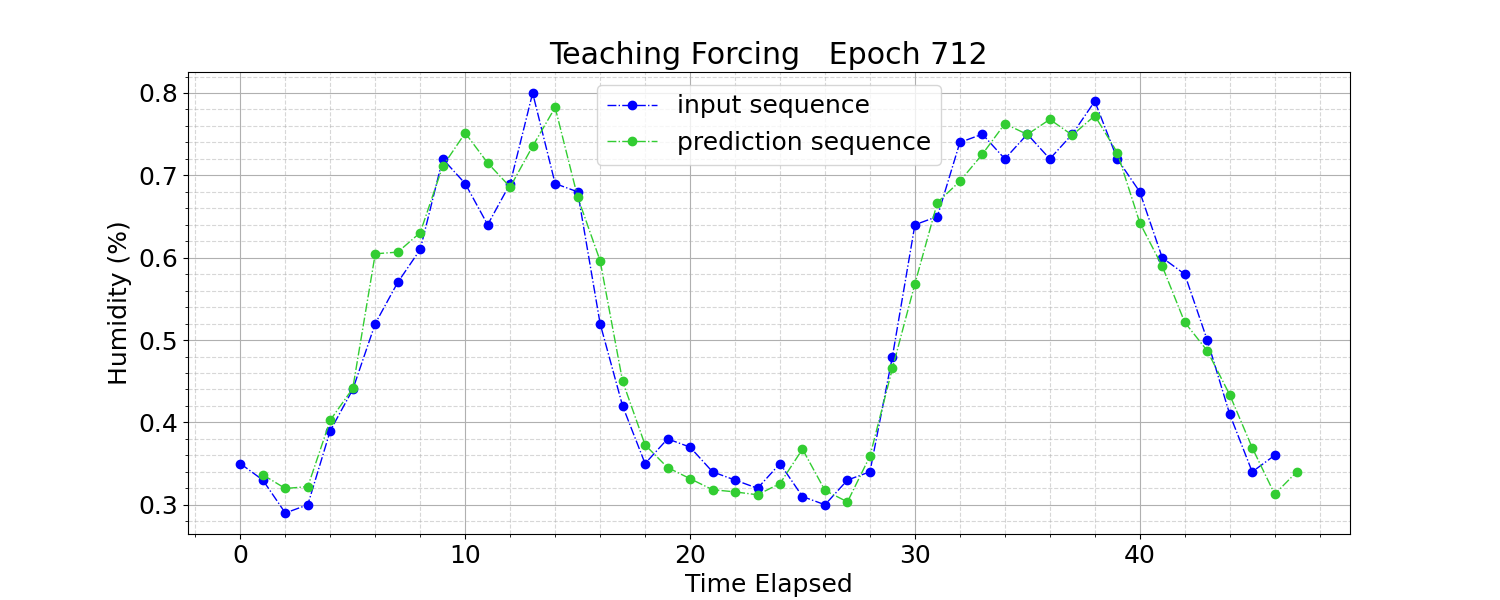 Teaching Forcing   Epoch 712
input sequence
prediction sequence
Humidity (%)
0.8
0.7
0.6
0.5
0.4
0.3
0 10 20 30 40
Time Elapsed